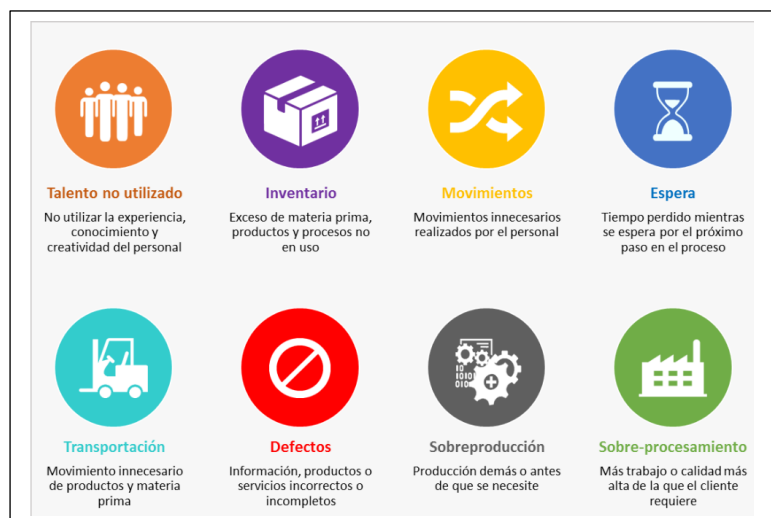 Talento no utilizado
No utilizar la experiencia,
conocimiento y
creatividad del personal
Inventario
Exceso de materia prima,
productos y procesos no
en uso
Movimientos
Movimientos innecesarios
realizados por el personal
Espera
Tiempo perdido mientras
se espera por el próximo
paso en el proceso
Transportación
Movimiento innecesario
de productos y materia
prima
Defectos
Información, productos o
servicios incorrectos o
incompletos
Sobreproducción
Producción demás o antes
de que se necesite
Sobre-procesamiento
Más trabajo o calidad más
alta de la que el cliente
requiere